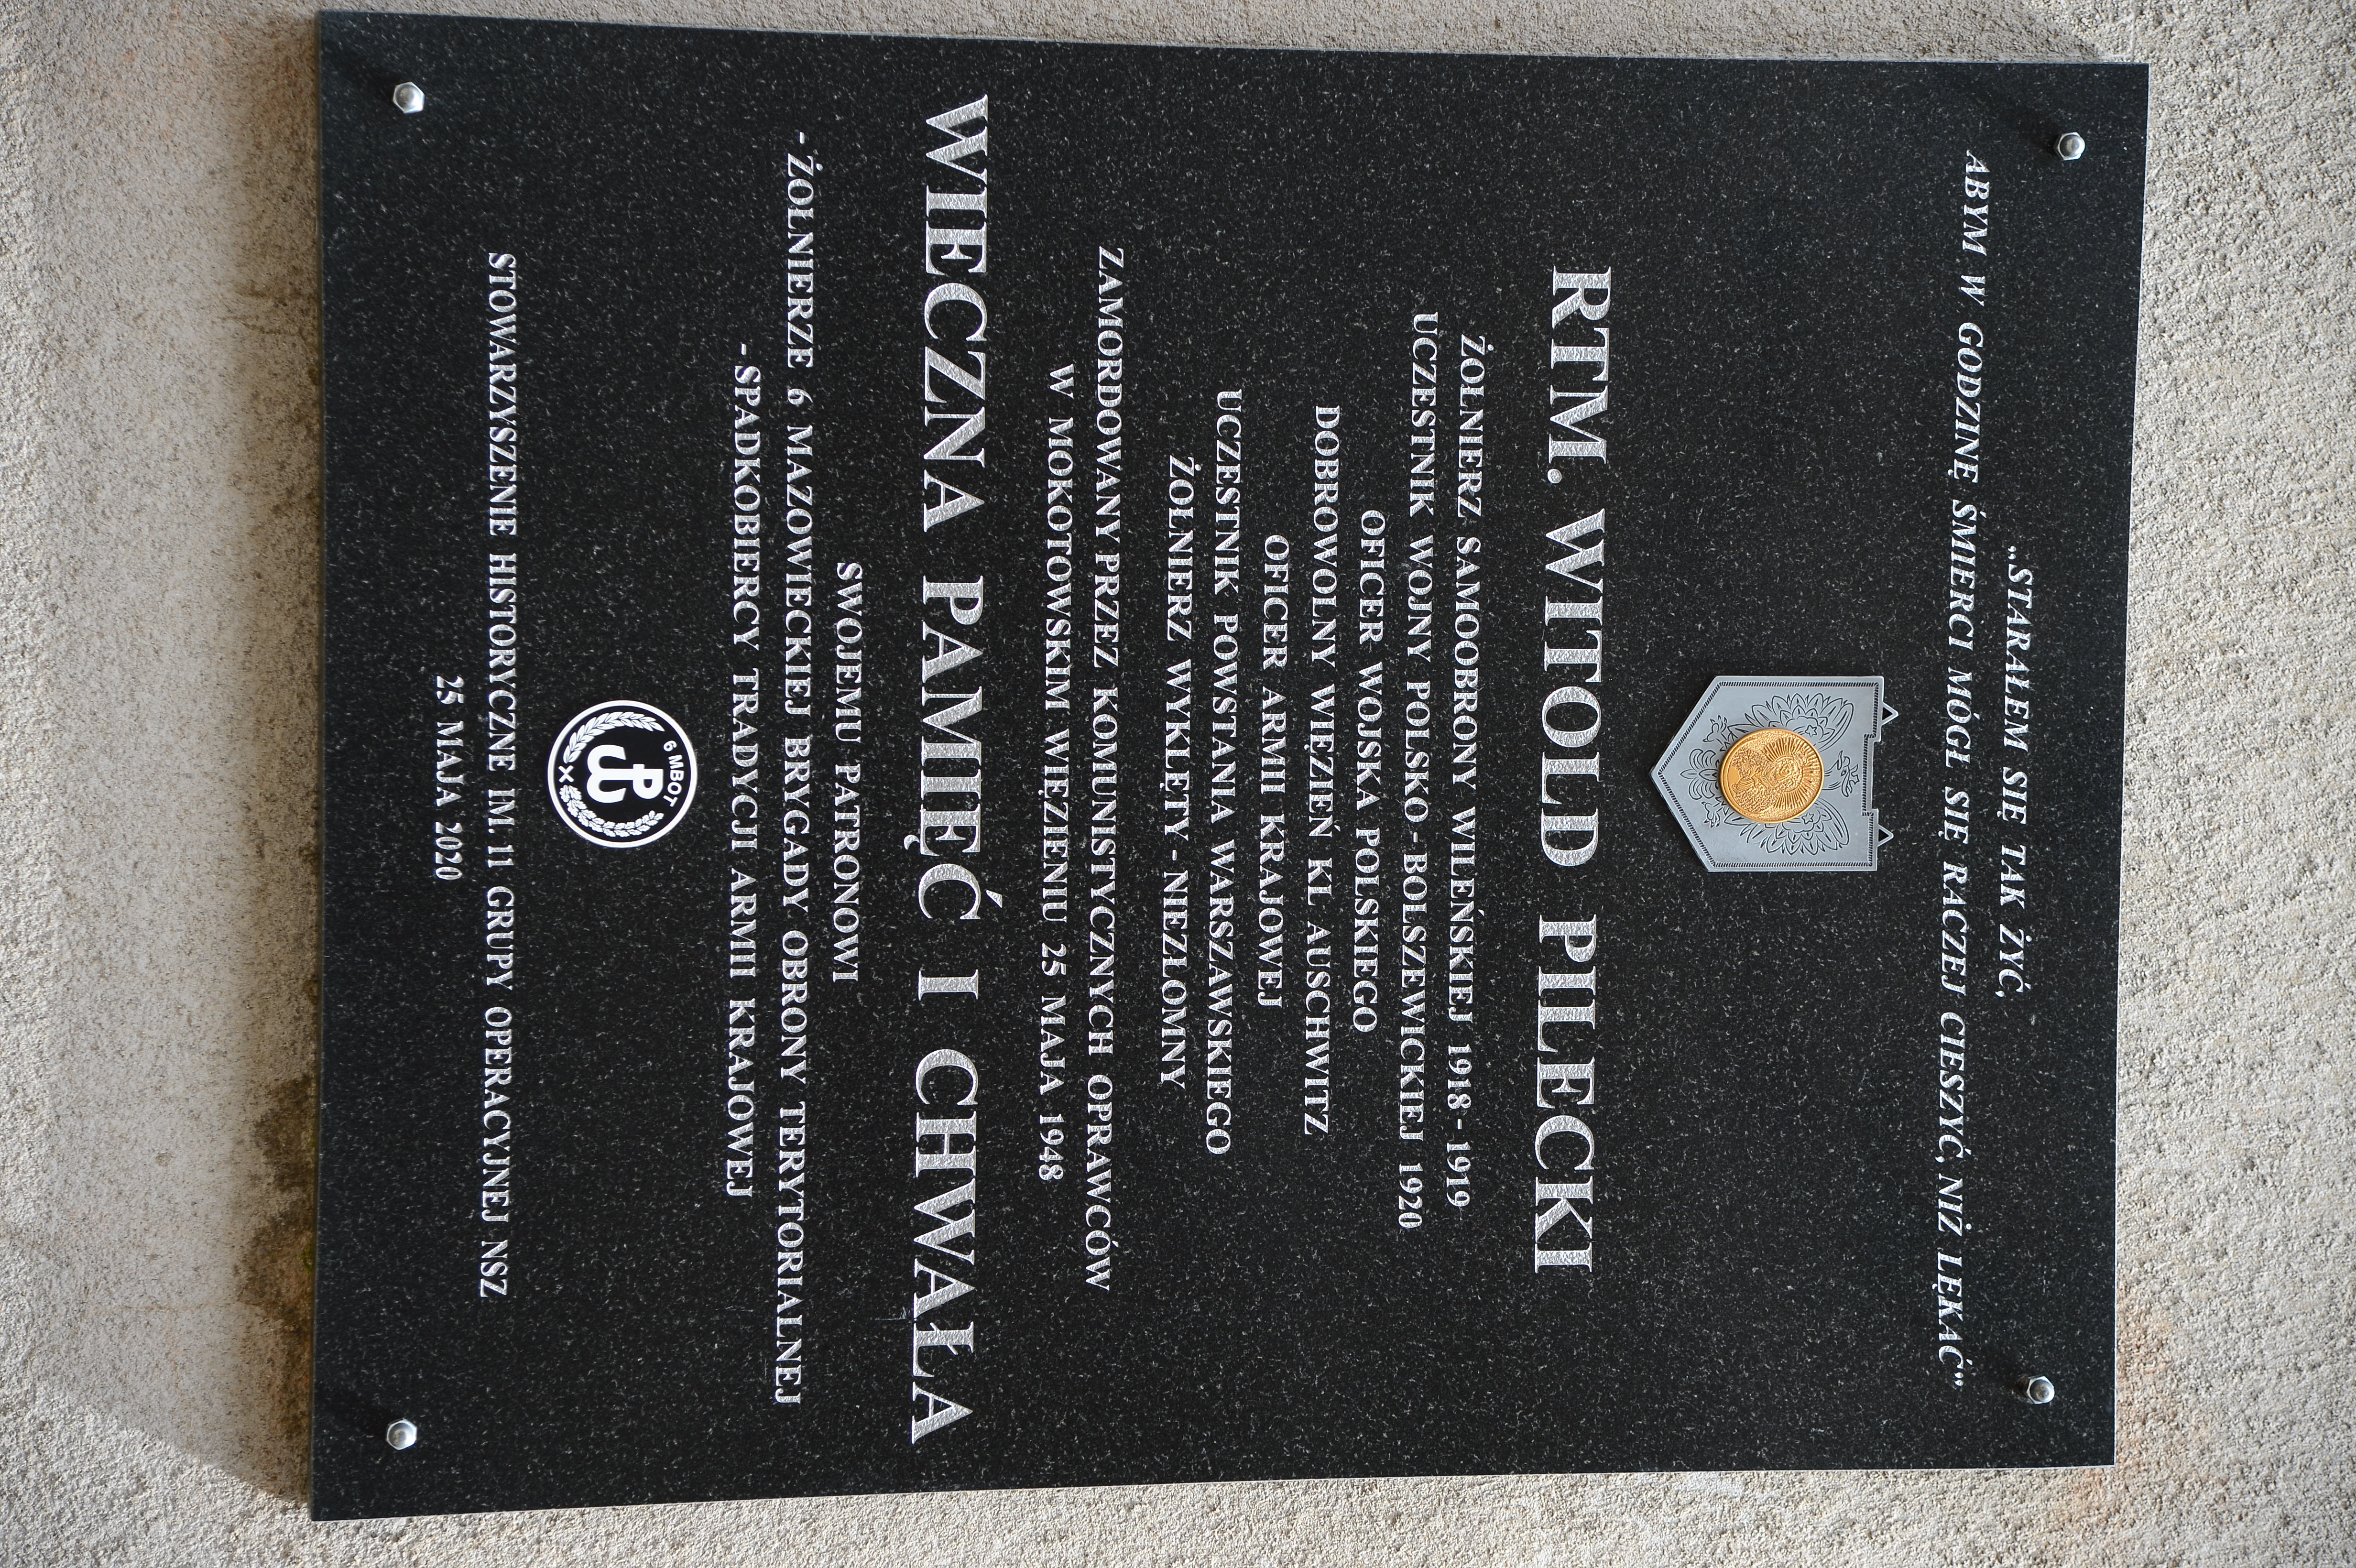 „STARAŁEM SIĘ TAK ŻYĆ,
ABYM W GODZINĘ ŚMIERCI MÓGŁ SIĘ RACZEJ CIESZYĆ, NIŻ LĘKAĆ”
RTM. WITOLD PILECKI
ŻOŁNIERZ SAMOOBRONY WILEŃSKIEJ 1918 - 1919
UCZESTNIK WOJNY POLSKO - BOLSZEWICKIEJ 1920
OFICER WOJSKA POLSKIEGO
DOBROWOLNY WIĘZIEŃ KL AUSCHWITZ
OFICER ARMII KRAJOWEJ
UCZESTNIK POWSTANIA WARSZAWSKIEGO
ŻOŁNIERZ WYKLĘTY - NIEZŁOMNY
ZAMORDOWANY PRZEZ KOMUNISTYCZNYCH OPRAWCÓW
W MOKOTOWSKIM WIĘZIENIU 25 MAJA 1948
WIECZNA PAMIĘĆ I CHWAŁA
SWOJEMU PATRONOWI
- ŻOŁNIERZE 6 MAZOWIECKIEJ BRYGADY OBRONY TERYTORIALNEJ
- SPADKOBIERCY TRADYCJI ARMII KRAJOWEJ
6 MBOT
STOWARZYSZENIE HISTORYCZNE IM. 11 GRUPY OPERACYJNEJ NSZ
25 MAJA 2020